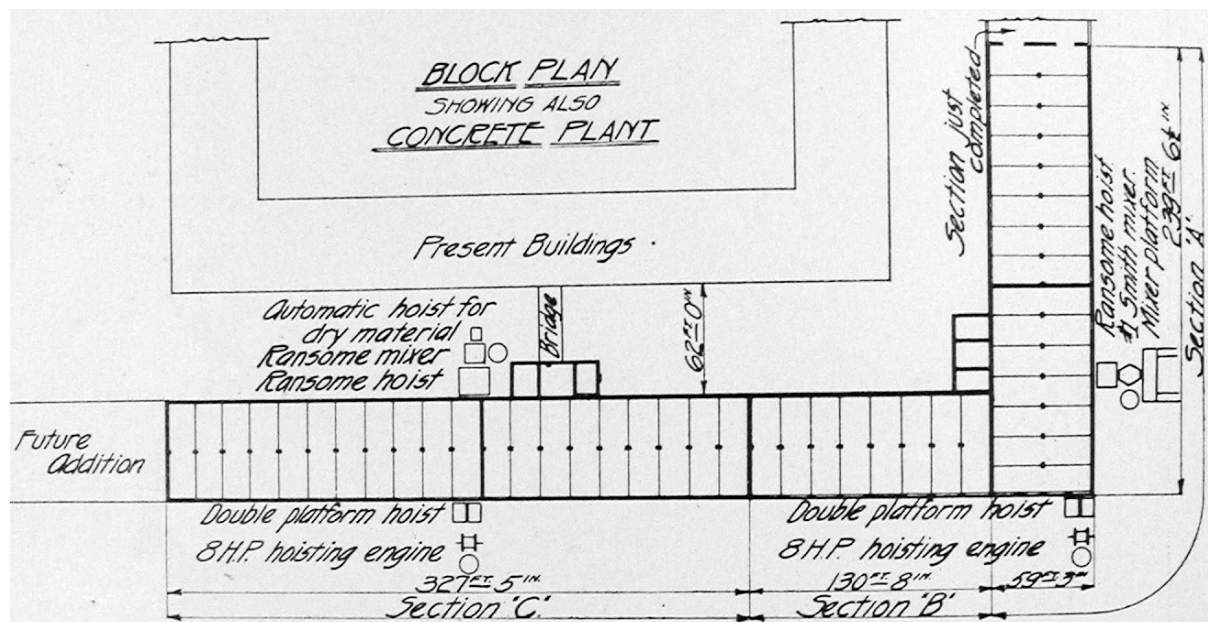 BLOCK PLAN
SHOWING ALSO
CONCRETE PLANT
Present Buildings
Section just
completed
Ransome hoist
#1 Smith mixer.
Mixer platform
239FT 6½IN
Section 'A'.
Automatic hoist for
dry material
Ransome mixer
Ransome hoist
Bridge
62FT 0IN
Future
Addition
Double platform hoist
8 H.P. hoisting engine
Double platform hoist
8 H.P. hoisting engine
327FT. 5IN.
Section 'C'.
130FT 8IN.
Section 'B'
59FT 3IN